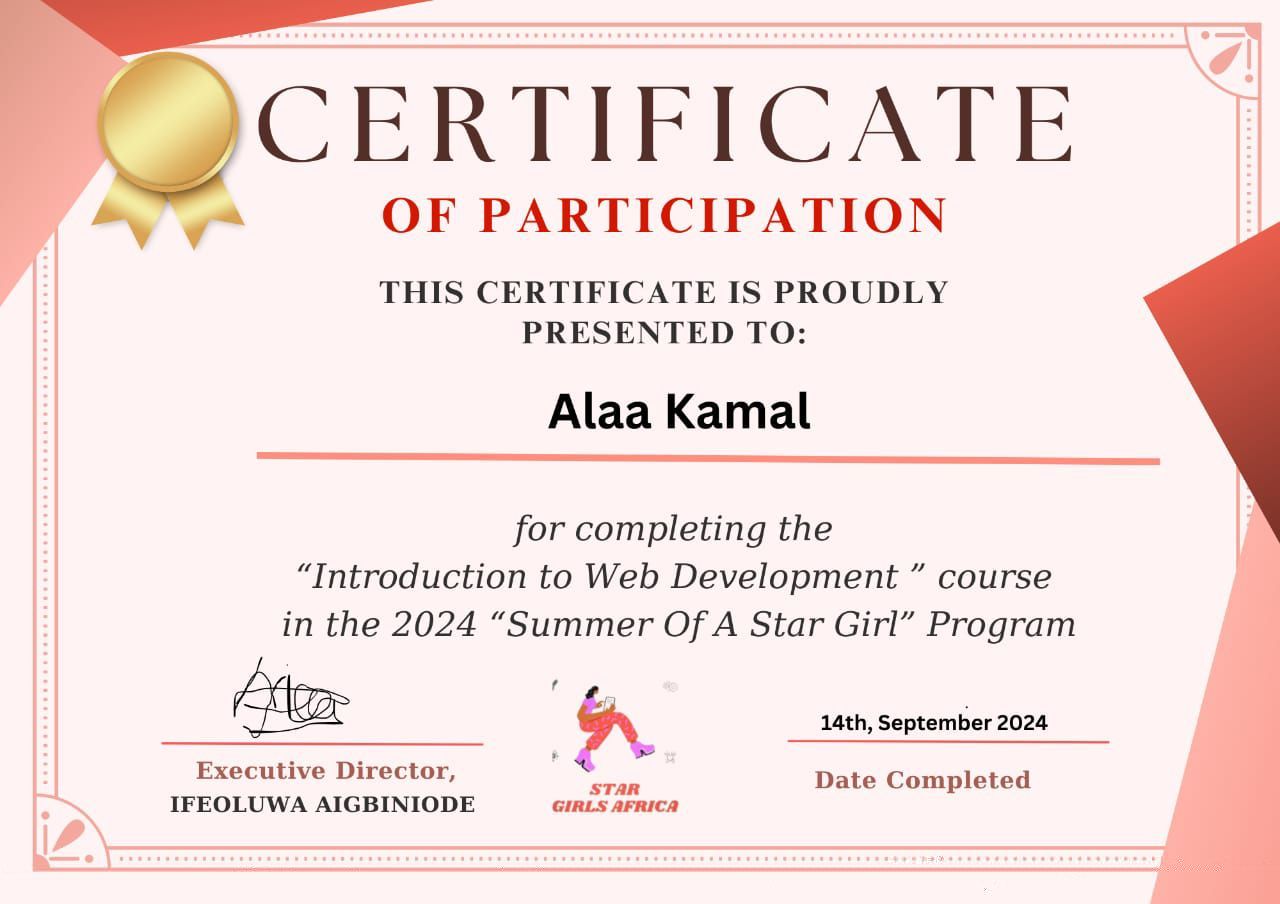 CERTIFICATE
OF PARTICIPATION
THIS CERTIFICATE IS PROUDLY
PRESENTED TO:
Alaa Kamal
for completing the
“Introduction to Web Development ” course
in the 2024 “Summer Of A Star Girl” Program
14th, September 2024
Executive Director,
IFEOLUWA AIGBINIODE
STAR
GIRLS AFRICA
Date Completed